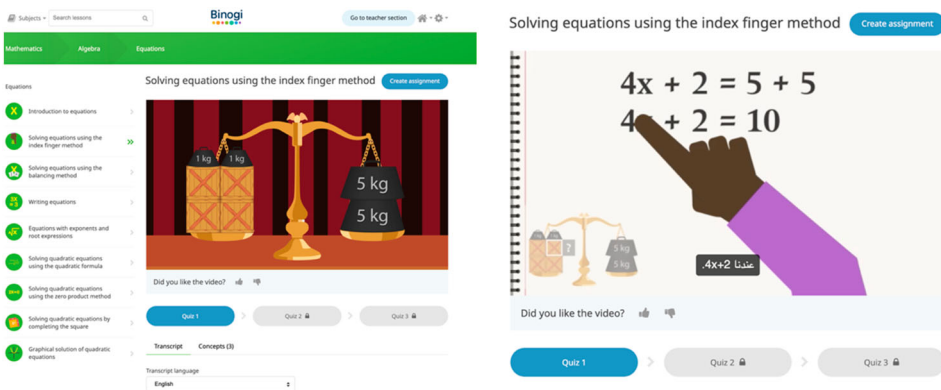 Subjects
Search lessons
Binogi
Go to teacher section
Mathematics
Algebra
Equations
Equations
Introduction to equations
Solving equations using the
index finger method
Solving equations using the
balancing method
Writing equations
Equations with exponents and
root expressions
Solving quadratic equations
using the quadratic formula
Solving quadratic equations
using the zero product method
Solving quadratic equations by
completing the square
Graphical solution of quadratic
equations
Solving equations using the index finger method
Create assignment
1 kg 1 kg
5 kg
5 kg
Did you like the video?
Quiz 1
Quiz 2
Quiz 3
Transcript
Concepts (3)
Transcript language
English
Solving equations using the index finger method
Create assignment
4x + 2 = 5 + 5
4x + 2 = 10
?
5 kg
5 kg
عندنا 4x+2.
Did you like the video?
Quiz 1
Quiz 2
Quiz 3